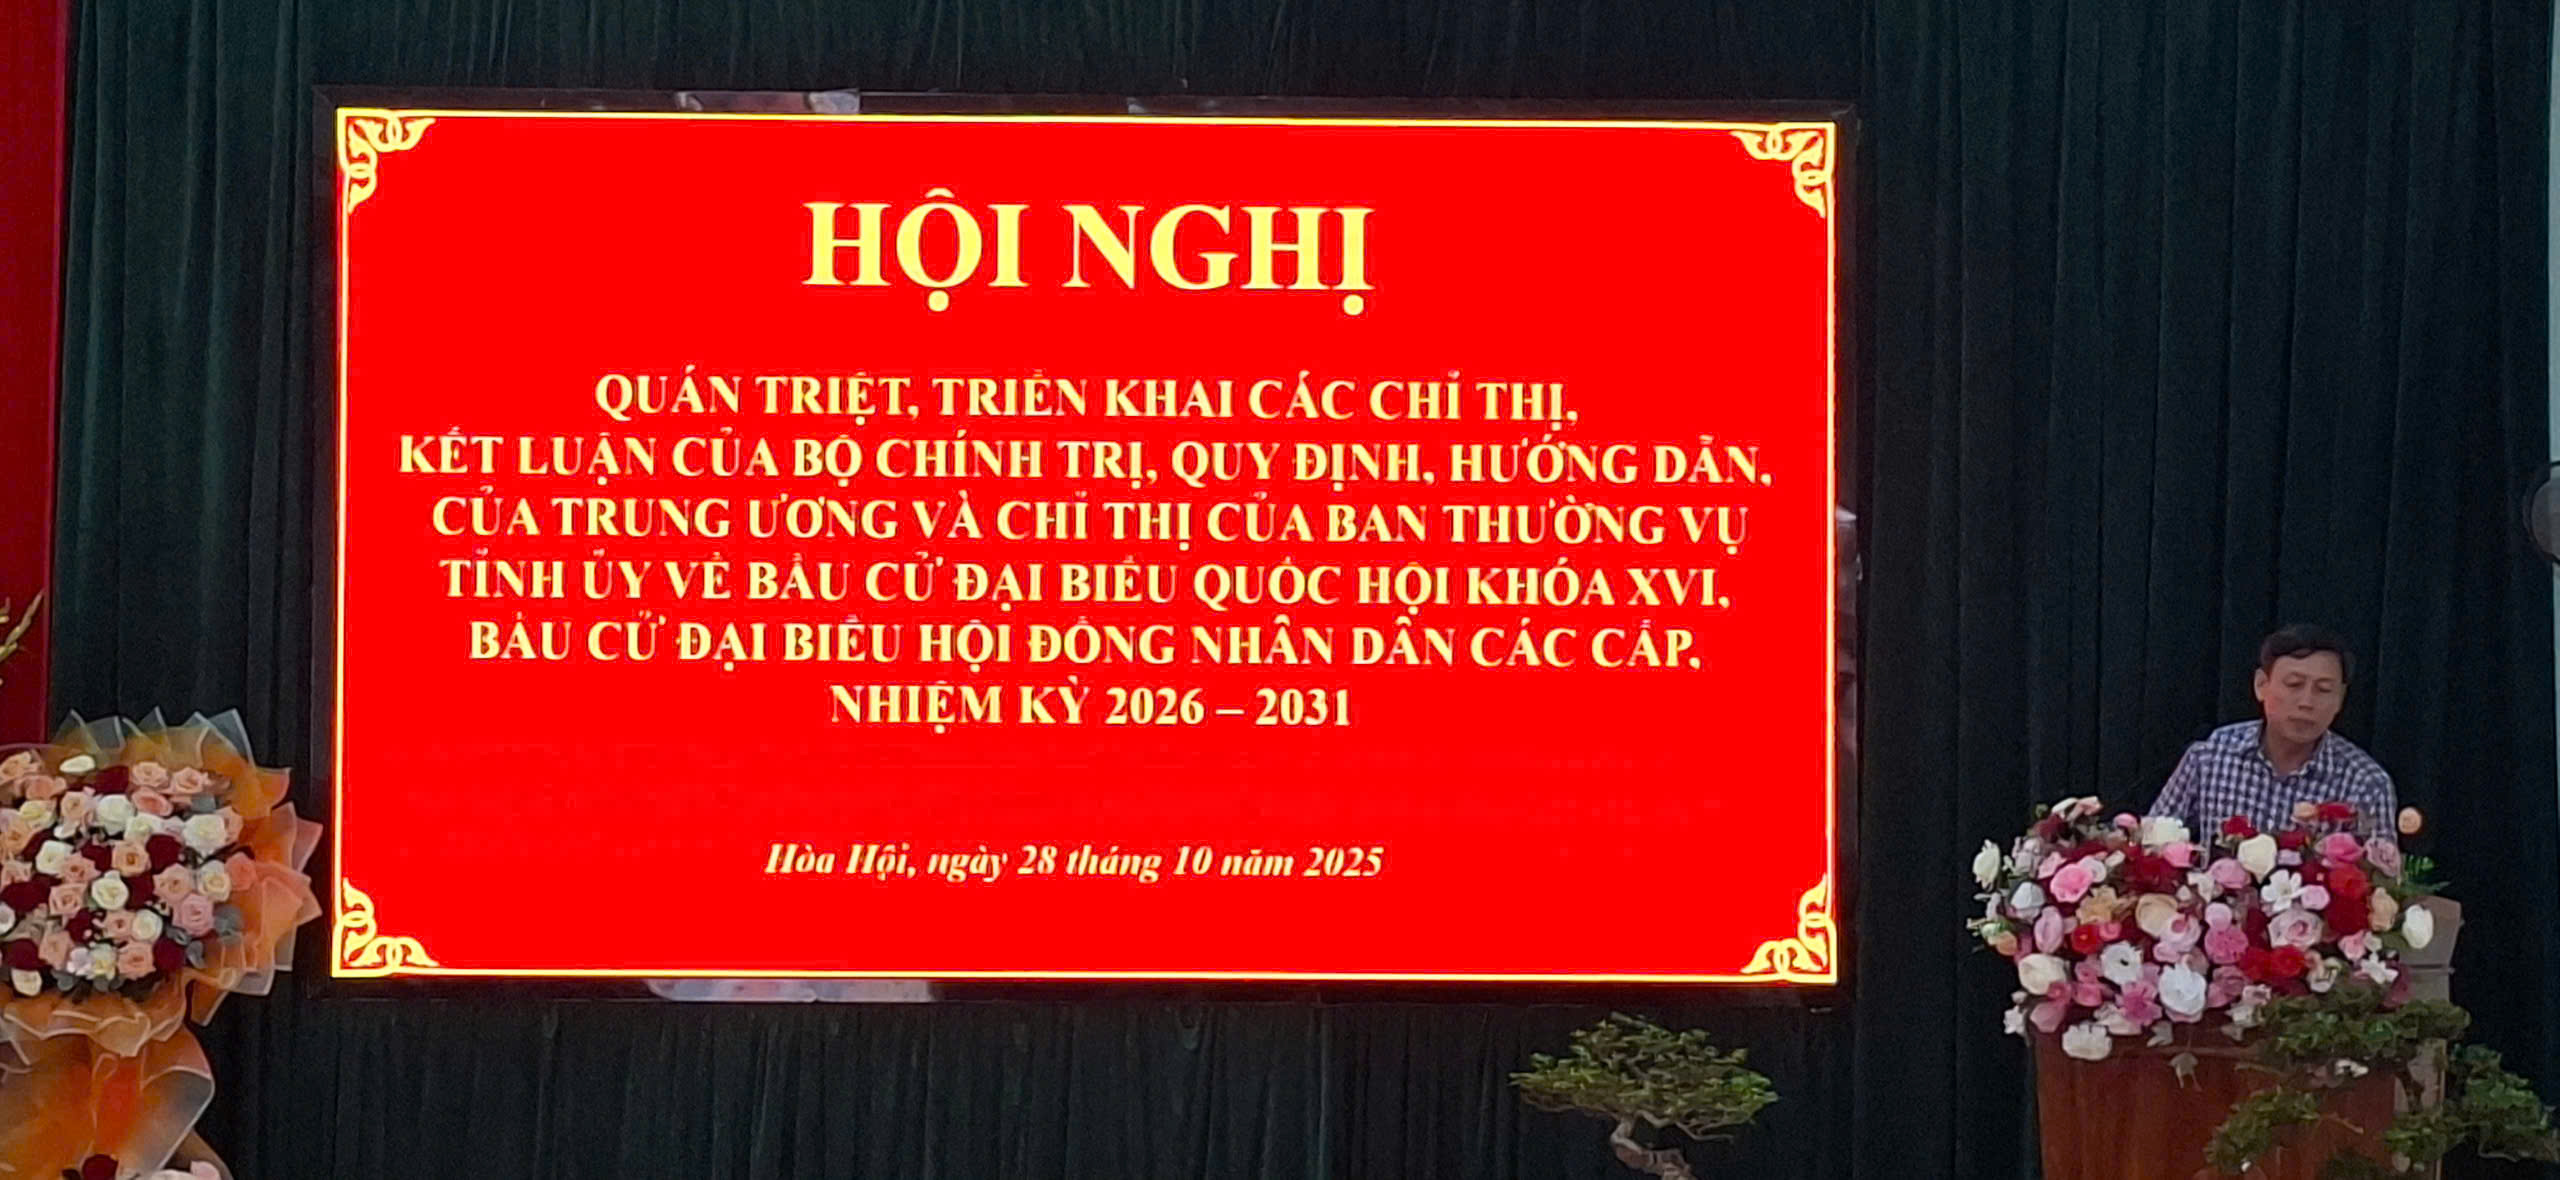 HỘI NGHỊ
QUÁN TRIỆT, TRIỂN KHAI CÁC CHỈ THỊ,
KẾT LUẬN CỦA BỘ CHÍNH TRỊ, QUY ĐỊNH, HƯỚNG DẪN,
CỦA TRUNG ƯƠNG VÀ CHỈ THỊ CỦA BAN THƯỜNG VỤ
TỈNH ỦY VỀ BẦU CỬ ĐẠI BIỂU QUỐC HỘI KHÓA XVI,
BẦU CỬ ĐẠI BIỂU HỘI ĐỒNG NHÂN DÂN CÁC CẤP,
NHIỆM KỲ 2026 – 2031
Hòa Hội, ngày 28 tháng 10 năm 2025